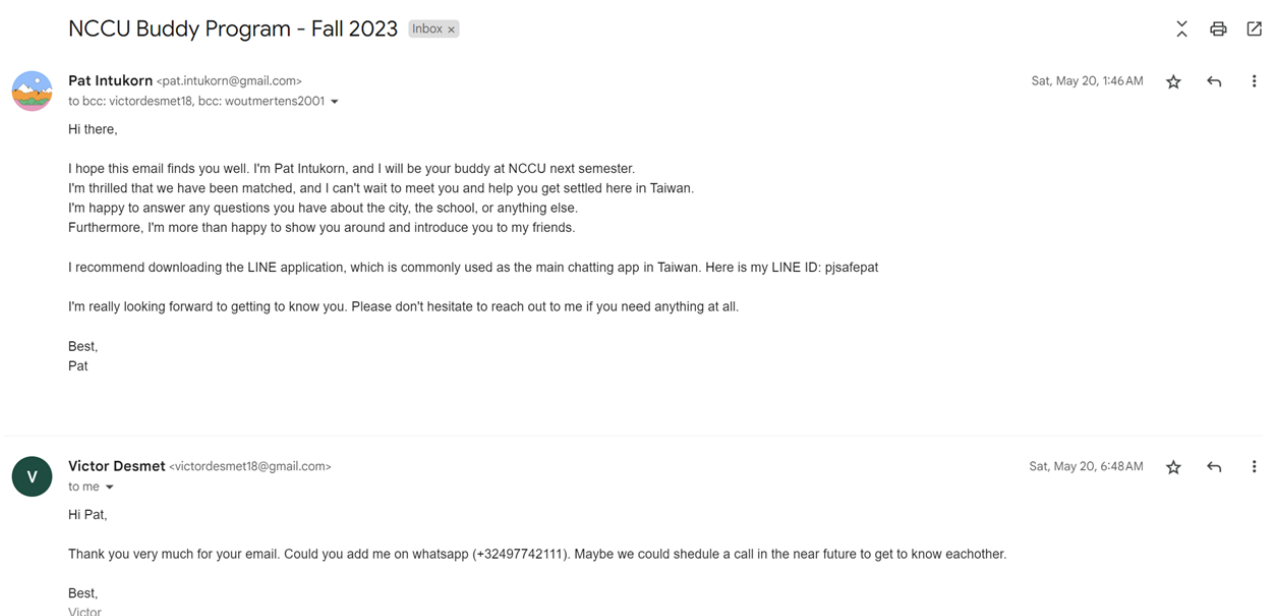 NCCU Buddy Program - Fall 2023 Inbox ×
Pat Intukorn <pat.intukorn@gmail.com> Sat, May 20, 1:46 AM
to bcc: victordesmet18, bcc: woutmertens2001
Hi there,
I hope this email finds you well. I'm Pat Intukorn, and I will be your buddy at NCCU next semester.
I'm thrilled that we have been matched, and I can't wait to meet you and help you get settled here in Taiwan.
I'm happy to answer any questions you have about the city, the school, or anything else.
Furthermore, I'm more than happy to show you around and introduce you to my friends.
I recommend downloading the LINE application, which is commonly used as the main chatting app in Taiwan. Here is my LINE ID: pjsafepat
I'm really looking forward to getting to know you. Please don't hesitate to reach out to me if you need anything at all.
Best,
Pat
V
Victor Desmet <victordesmet18@gmail.com> Sat, May 20, 6:48 AM
to me
Hi Pat,
Thank you very much for your email. Could you add me on whatsapp (+32497742111). Maybe we could shedule a call in the near future to get to know eachother.
Best,
Victor